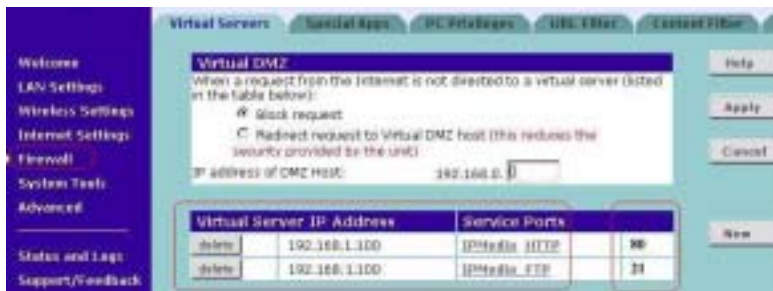 Virtual Servers
Special Apps
PC Privileges
URL Filter
Content Filter
Welcome
LAN Settings
Wireless Settings
Internet Settings
Firewall
System Tools
Advanced
Status and Logs
Support/Feedback
Virtual DMZ
When a request from the Internet is not directed to a virtual server (listed
in the table below):
Block request
Redirect request to Virtual DMZ host (this reduces the
security provided by the unit)
IP address of DMZ Host: 192.168.0. 0
Help
Apply
Cancel
New
Virtual Server IP Address Service Ports
delete 192.168.1.100 IPMedia_HTTP 80
delete 192.168.1.100 IPMedia_FTP 21